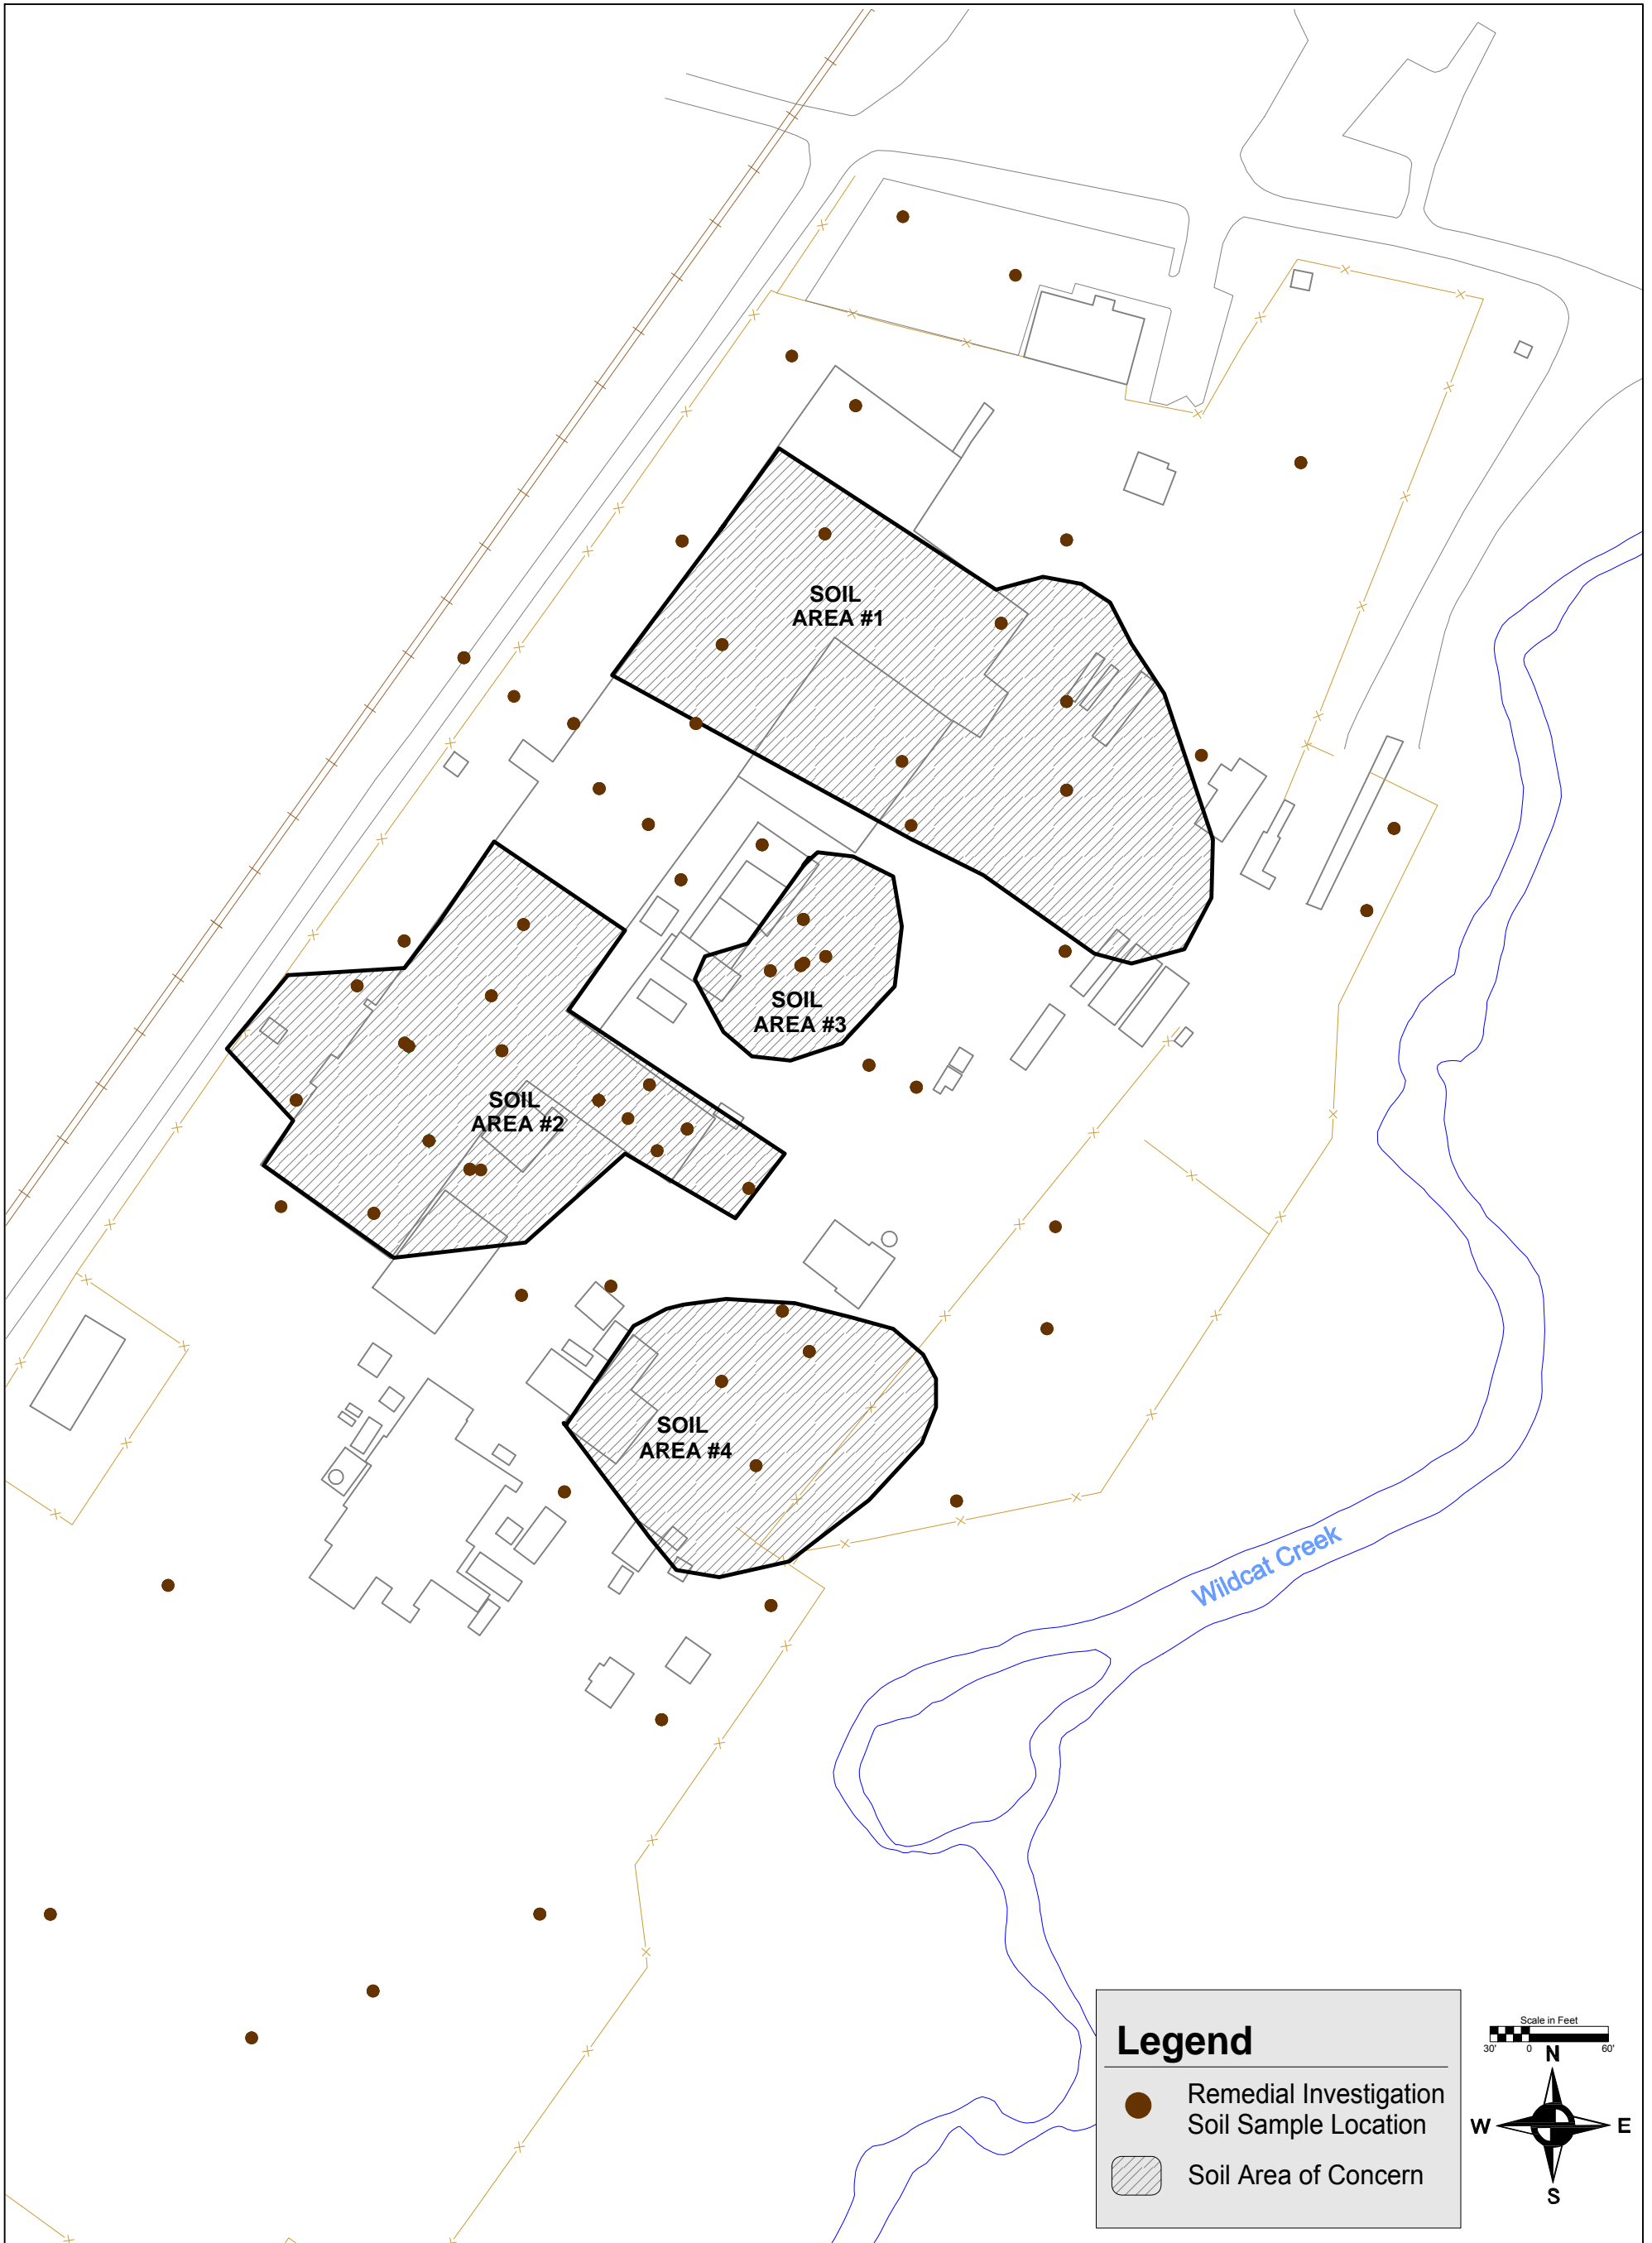 SOIL
AREA #1
SOIL
AREA #3
SOIL
AREA #2
SOIL
AREA #4
Wildcat Creek
Legend
Remedial Investigation
Soil Sample Location
Soil Area of Concern
Scale in Feet
30' 0 60'
N
W E
S